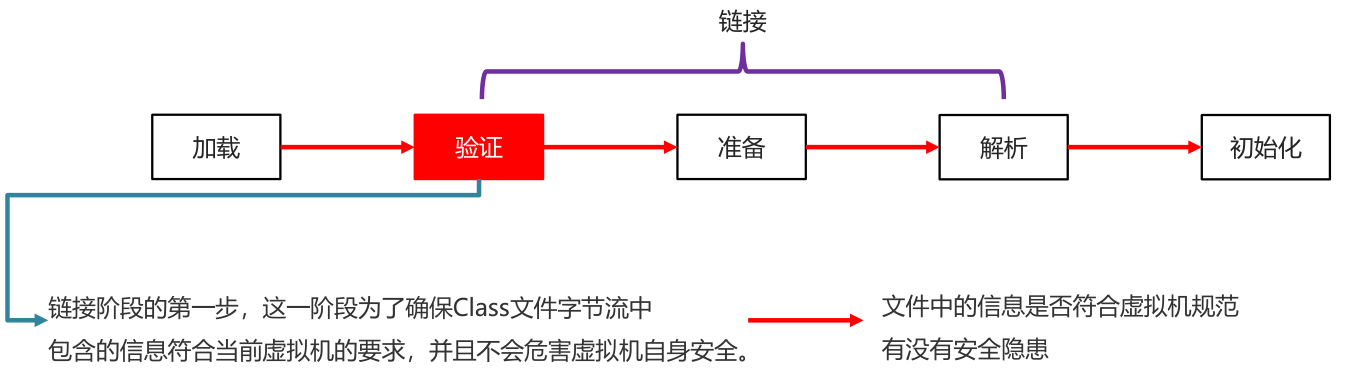 链接
加载
验证
准备
解析
初始化
链接阶段的第一步，这一阶段为了确保Class文件字节流中
包含的信息符合当前虚拟机的要求，并且不会危害虚拟机自身安全。
文件中的信息是否符合虚拟机规范
有没有安全隐患